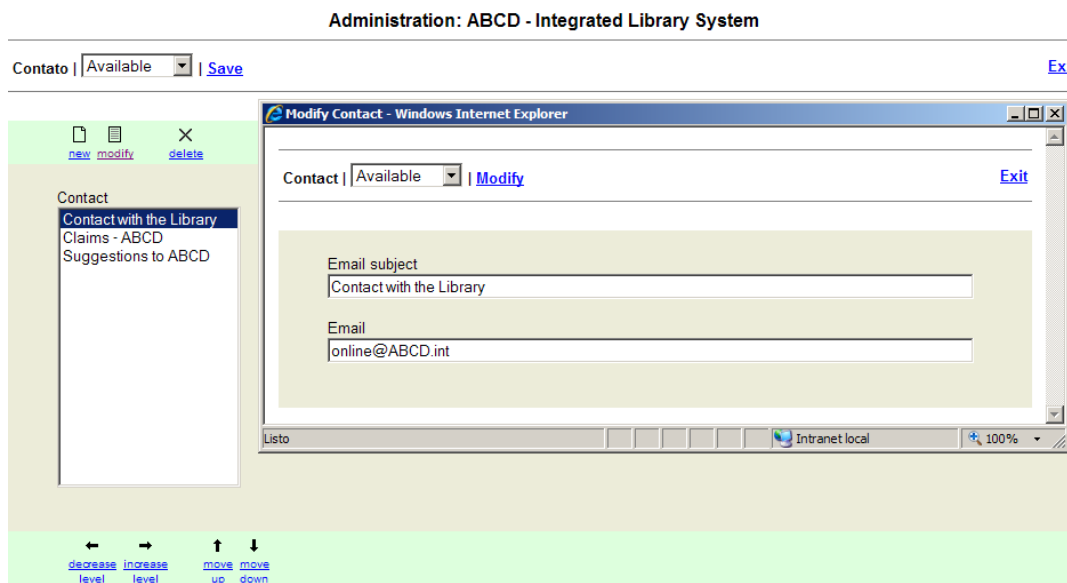 Administration: ABCD - Integrated Library System
Contato | Available | Save
Ex
Modify Contact - Windows Internet Explorer
new modify delete
Contact | Available | Modify Exit
Contact
Contact with the Library
Claims - ABCD
Suggestions to ABCD
Email subject
Contact with the Library
Email
online@ABCD.int
Listo Intranet local 100%
decrease increase move move
level level up down